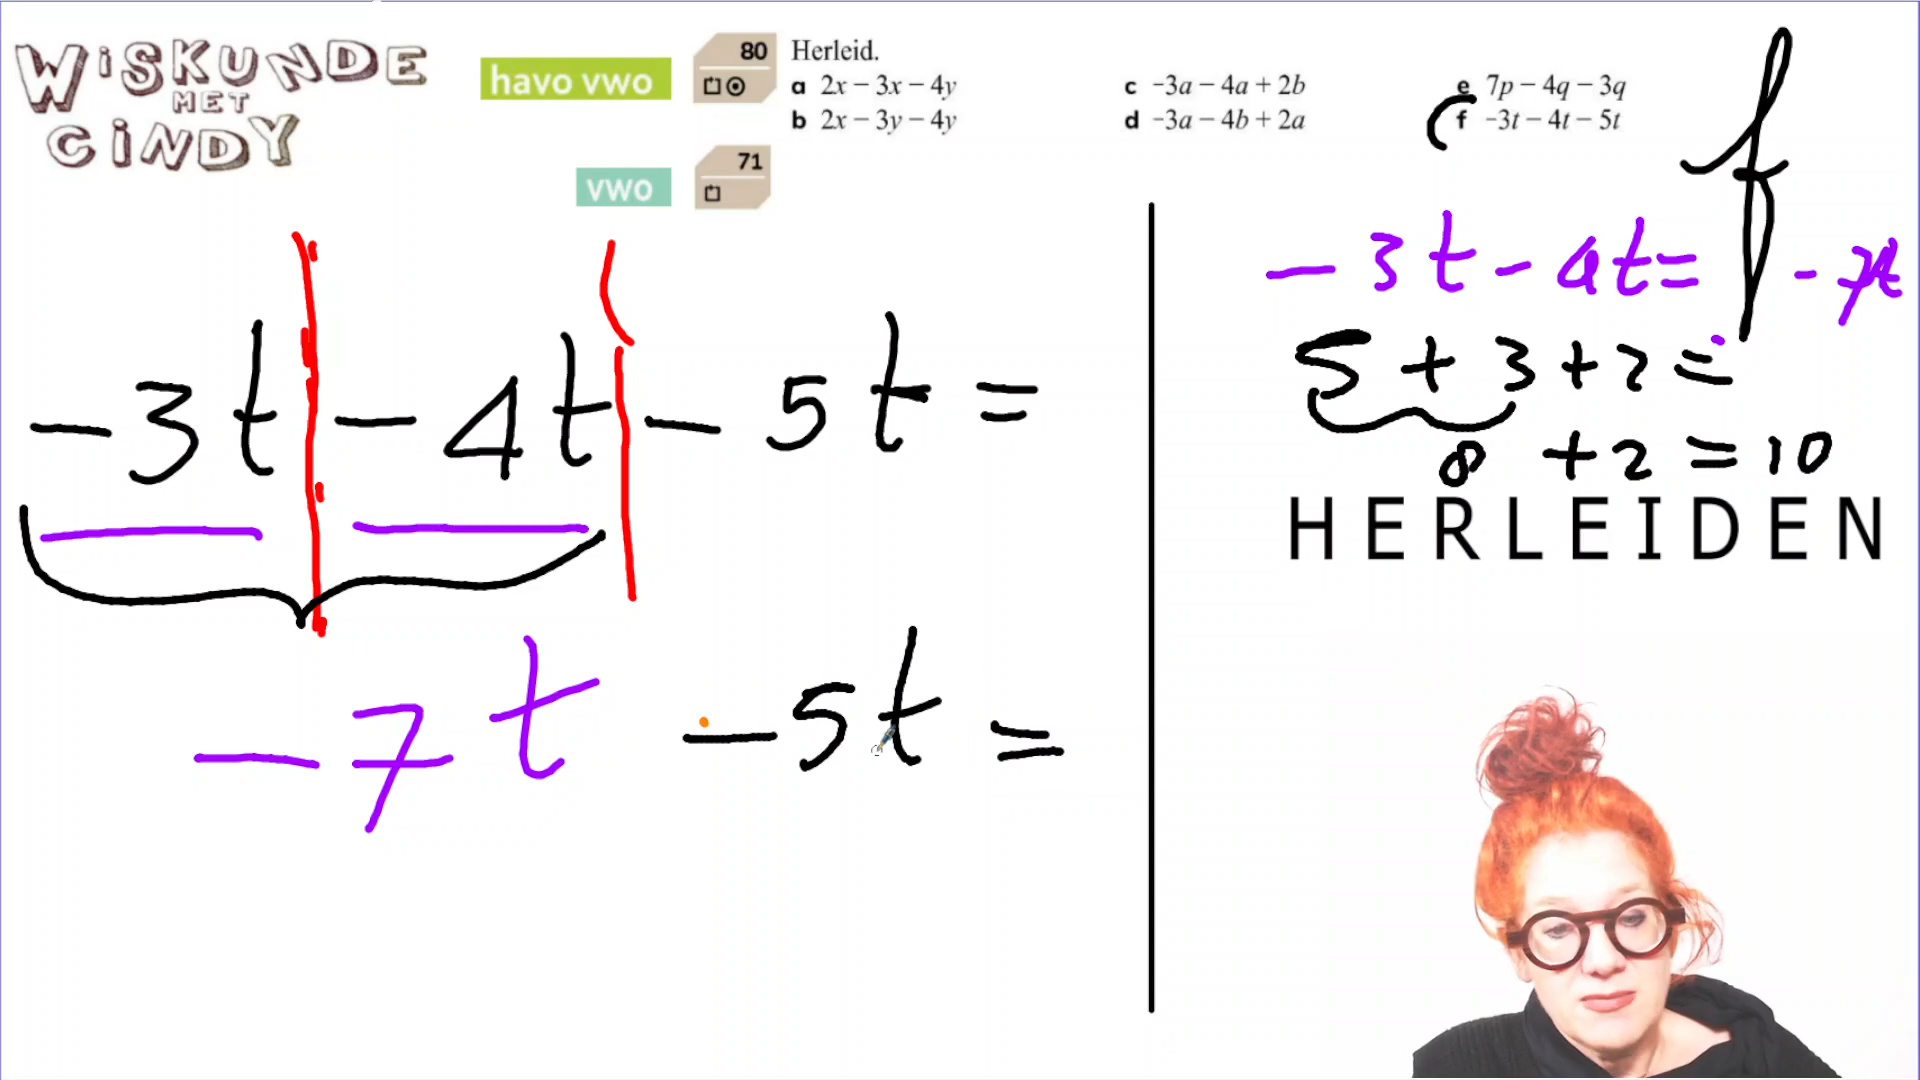 WiSKUNDE
MET
CiNDY
havo vwo
80
Herleid.
a 2x – 3x – 4y
b 2x – 3y – 4y
c -3a – 4a + 2b
d -3a – 4b + 2a
e 7p – 4q – 3q
f -3t – 4t – 5t
vwo
71
-3t - 4t - 5t =
-7t - 5t =
f
-3t - 4t = -7t
5 + 3 + 2 =
8 + 2 = 10
HERLEIDEN